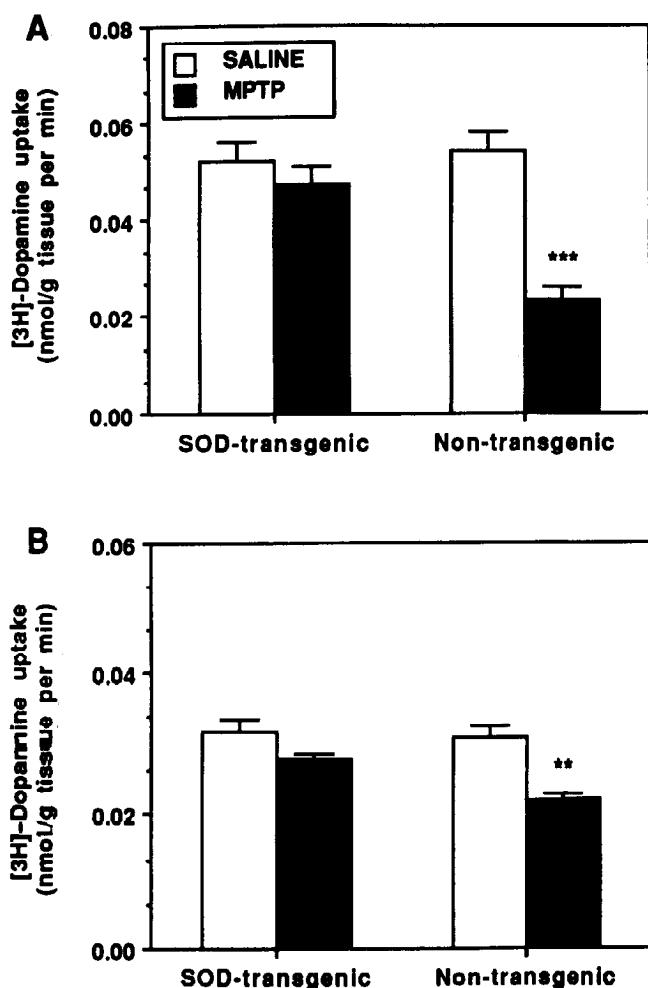 A
[3H]-Dopamine uptake
(nmol/g tissue per min)
0.08
0.06
0.04
0.02
0.00
SALINE
MPTP
***
SOD-transgenic
Non-transgenic
B
[3H]-Dopamine uptake
(nmol/g tissue per min)
0.06
0.04
0.02
0.00
**
SOD-transgenic
Non-transgenic